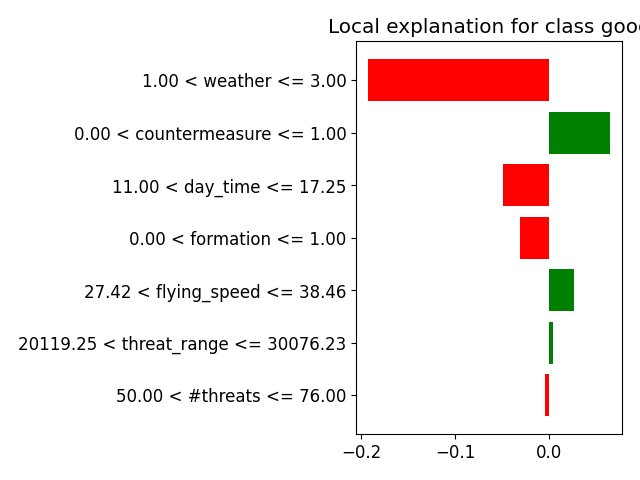 Local explanation for class good
1.00 < weather <= 3.00
0.00 < countermeasure <= 1.00
11.00 < day_time <= 17.25
0.00 < formation <= 1.00
27.42 < flying_speed <= 38.46
20119.25 < threat_range <= 30076.23
50.00 < #threats <= 76.00
−0.2 −0.1 0.0